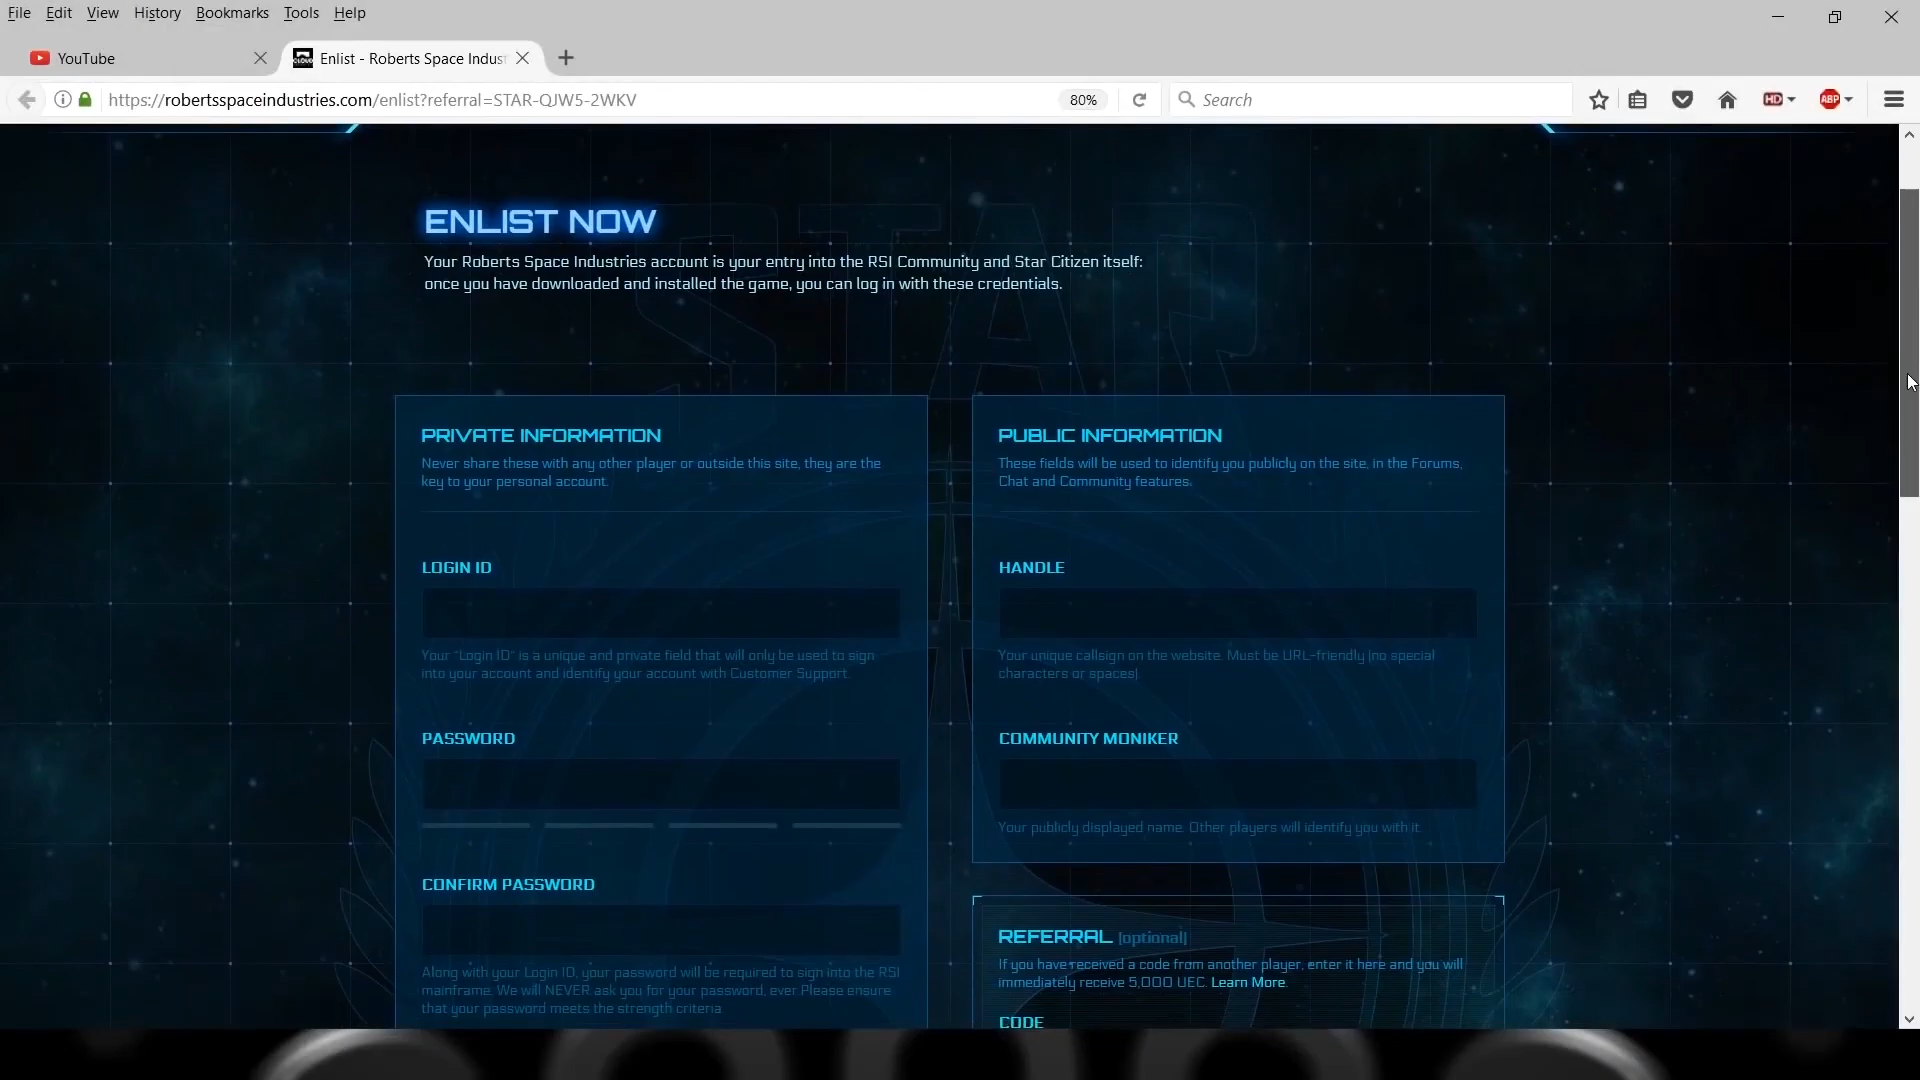 File Edit View History Bookmarks Tools Help
YouTube
CLOUD
Enlist - Roberts Space Indust
https://robertsspaceindustries.com/enlist?referral=STAR-QJW5-2WKV
80%
Search
HD
ABP
STAR
ENLIST NOW
Your Roberts Space Industries account is your entry into the RSI Community and Star Citizen itself:
once you have downloaded and installed the game, you can log in with these credentials.
PRIVATE INFORMATION
Never share these with any other player or outside this site, they are the
key to your personal account.
LOGIN ID
Your "Login ID" is a unique and private field that will only be used to sign
into your account and identify your account with Customer Support.
PASSWORD
CONFIRM PASSWORD
Along with your Login ID, your password will be required to sign into the RSI
mainframe. We will NEVER ask you for your password, ever Please ensure
that your password meets the strength criteria.
PUBLIC INFORMATION
These fields will be used to identify you publicly on the site, in the Forums,
Chat and Community features.
HANDLE
Your unique callsign on the website. Must be URL-friendly (no special
characters or spaces)
COMMUNITY MONIKER
Your publicly displayed name. Other players will identify you with it.
REFERRAL (optional)
If you have received a code from another player, enter it here and you will
immediately receive 5,000 UEC. Learn More
CODE